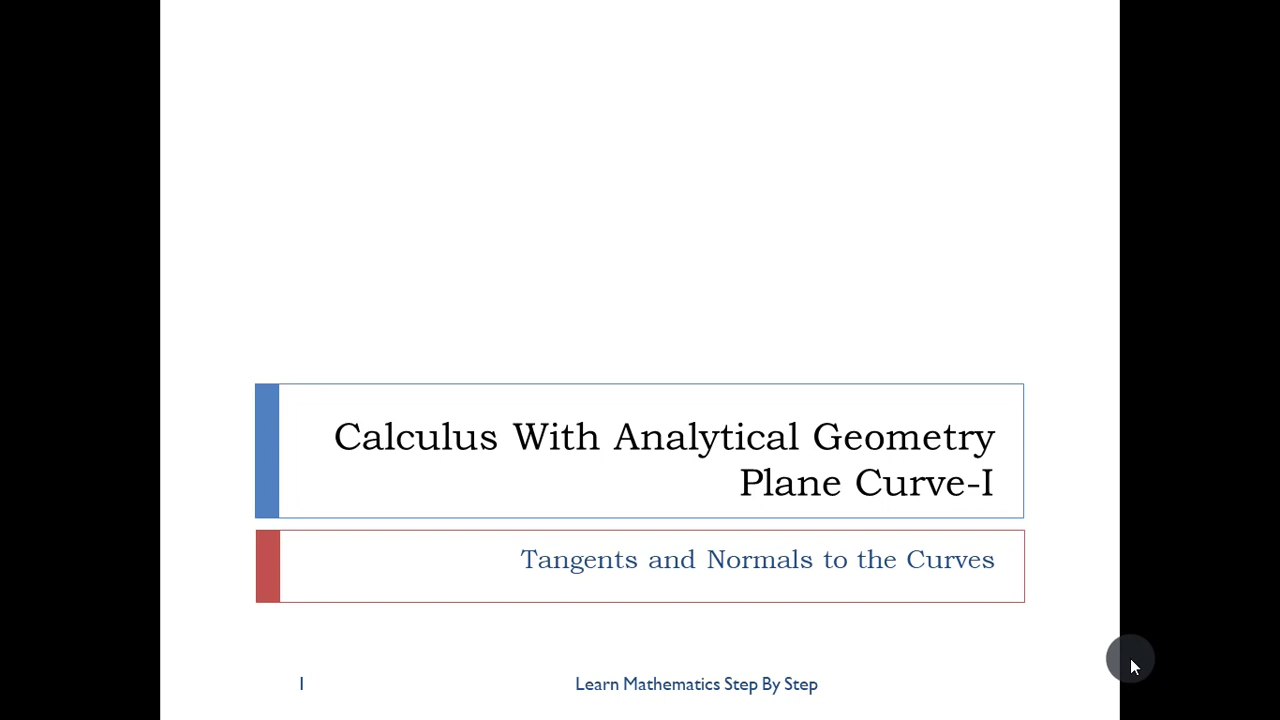 Calculus With Analytical Geometry
Plane Curve-I
Tangents and Normals to the Curves
1
Learn Mathematics Step By Step